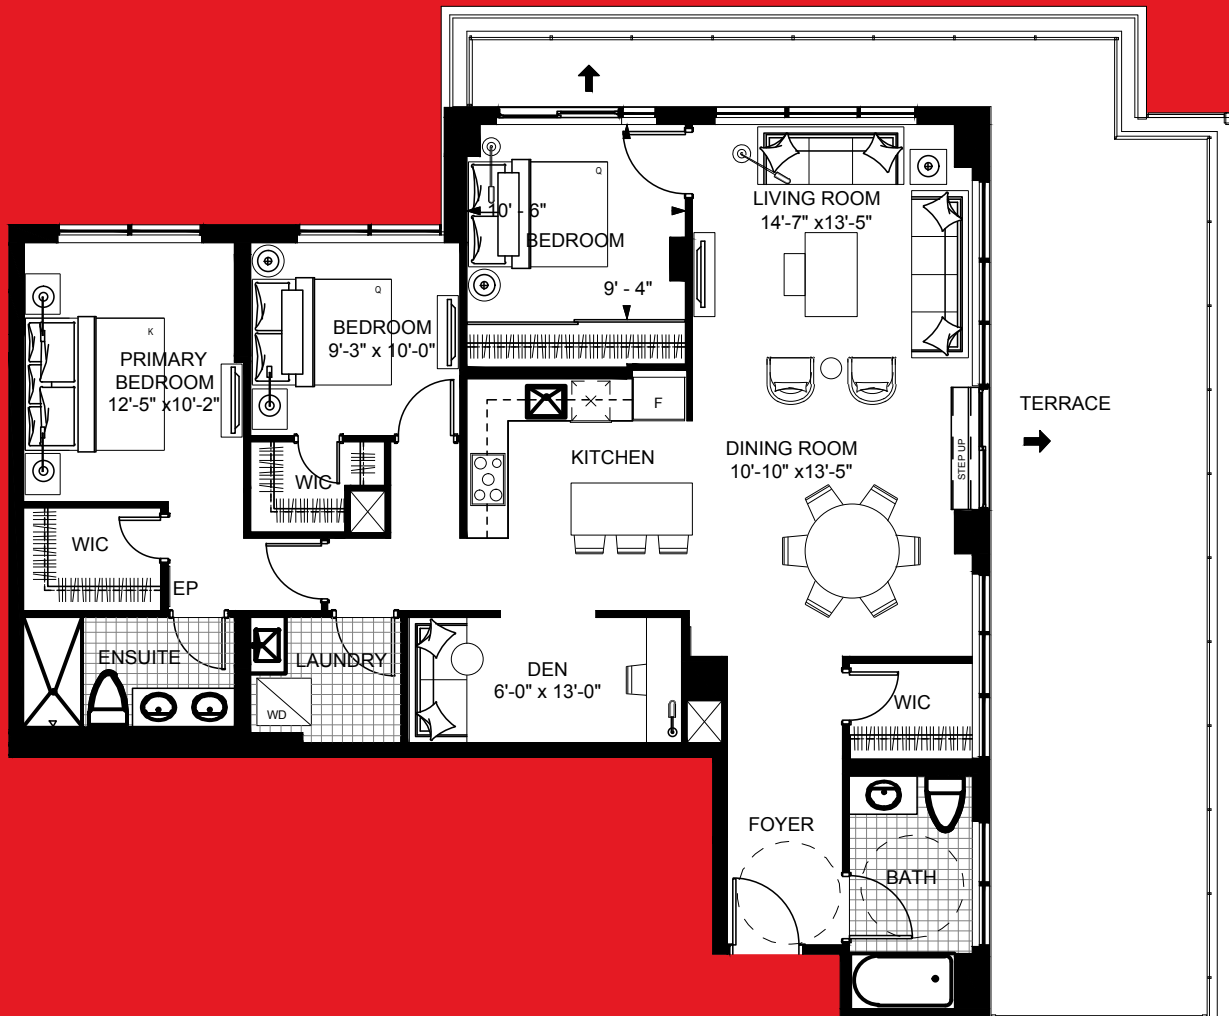 Q
LIVING ROOM
14'-7" x13'-5"
10' - 6"
BEDROOM
9' - 4"
Q
BEDROOM
9'-3" x 10'-0"
K
PRIMARY
BEDROOM
12'-5" x10'-2"
F
TERRACE
KITCHEN
DINING ROOM
10'-10" x13'-5"
STEP UP
WIC
WIC
EP
ENSUITE
LAUNDRY
WD
DEN
6'-0" x 13'-0"
WIC
FOYER
BATH